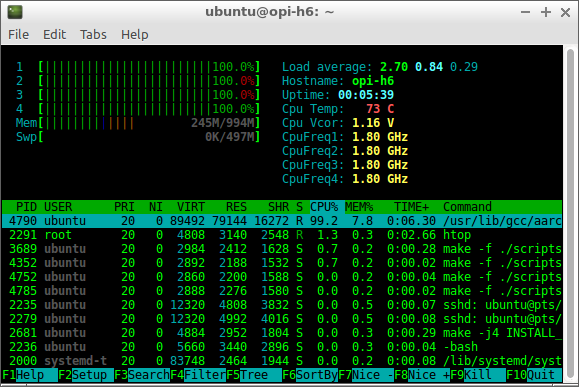 ubuntu@opi-h6: ~
File Edit Tabs Help
1 [||||||||||||||||||||||||100.0%] Load average: 2.70 0.84 0.29
2 [||||||||||||||||||||||||100.0%] Hostname: opi-h6
3 [||||||||||||||||||||||||100.0%] Uptime: 00:05:39
4 [||||||||||||||||||||||||100.0%] Cpu Temp: 73 C
Mem[|||||||| |||| 245M/994M] Cpu Vcor: 1.16 V
Swp[ 0K/497M] CpuFreq1: 1.80 GHz
CpuFreq2: 1.80 GHz
CpuFreq3: 1.80 GHz
CpuFreq4: 1.80 GHz
PID USER PRI NI VIRT RES SHR S CPU% MEM% TIME+ Command
4790 ubuntu 20 0 89492 79144 16272 R 99.2 7.8 0:06.30 /usr/lib/gcc/aarc
2291 root 20 0 4808 3140 2548 R 1.3 0.3 0:02.66 htop
3689 ubuntu 20 0 2984 2412 1628 S 0.7 0.2 0:00.28 make -f ./scripts
4352 ubuntu 20 0 2892 2188 1532 S 0.7 0.2 0:00.08 make -f ./scripts
4752 ubuntu 20 0 2860 2200 1588 S 0.0 0.2 0:00.04 make -f ./scripts
4785 ubuntu 20 0 2888 2276 1580 S 0.0 0.2 0:00.02 make -f ./scripts
2235 ubuntu 20 0 12320 4808 3832 S 0.0 0.5 0:00.07 sshd: ubuntu@pts/
2279 ubuntu 20 0 12320 4992 4016 S 0.0 0.5 0:00.08 sshd: ubuntu@pts/
2681 ubuntu 20 0 4884 2952 1804 S 0.0 0.3 0:00.29 make -j4 INSTALL_
2236 ubuntu 20 0 5660 3440 2896 S 0.0 0.3 0:00.04 -bash
2000 systemd-t 20 0 83748 2464 1944 S 0.0 0.2 0:00.08 /lib/systemd/syst
F1Help F2Setup F3Search F4Filter F5Tree F6SortBy F7Nice - F8Nice + F9Kill F10Quit